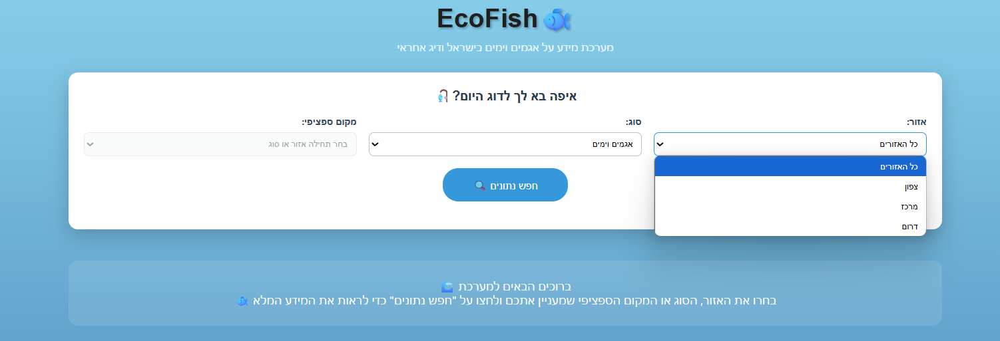 EcoFish 🐟
מערכת מידע על אגמים וימים בישראל ודיג אחראי
איפה בא לך לדוג היום? 🎣
אזור:
כל האזורים
כל האזורים
צפון
מרכז
דרום
סוג:
אגמים וימים
מקום ספציפי:
בחר תחילה אזור או סוג
חפש נתונים 🔍
ברוכים הבאים למערכת 🌊
בחרו את האזור, הסוג או המקום הספציפי שמעניין אתכם ולחצו על "חפש נתונים" כדי לראות את המידע המלא 🐟